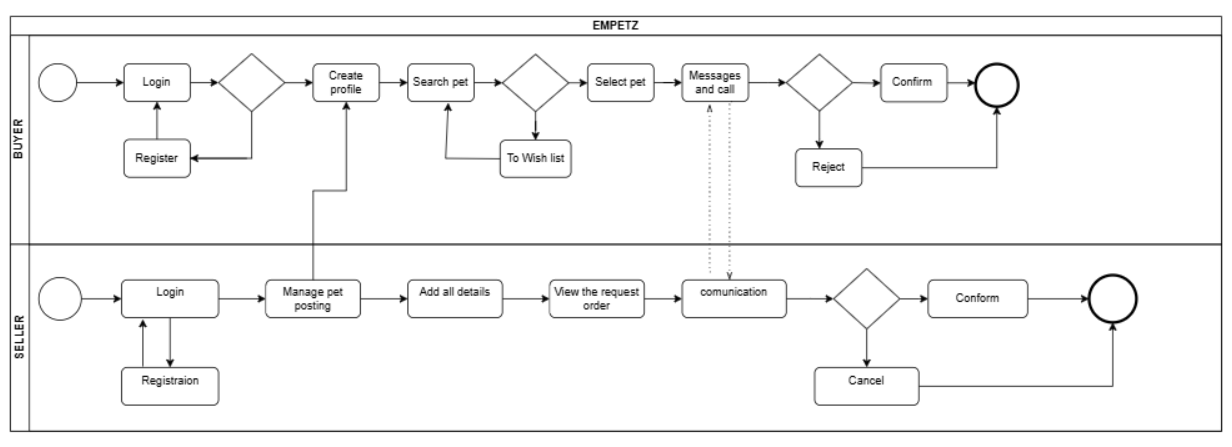 EMPETZ
BUYER
Login
Create
profile
Search pet
Select pet
Messages
and call
Confirm
Register
To Wish list
Reject
SELLER
Login
Manage pet
posting
Add all details
View the request
order
comunication
Conform
Registraion
Cancel